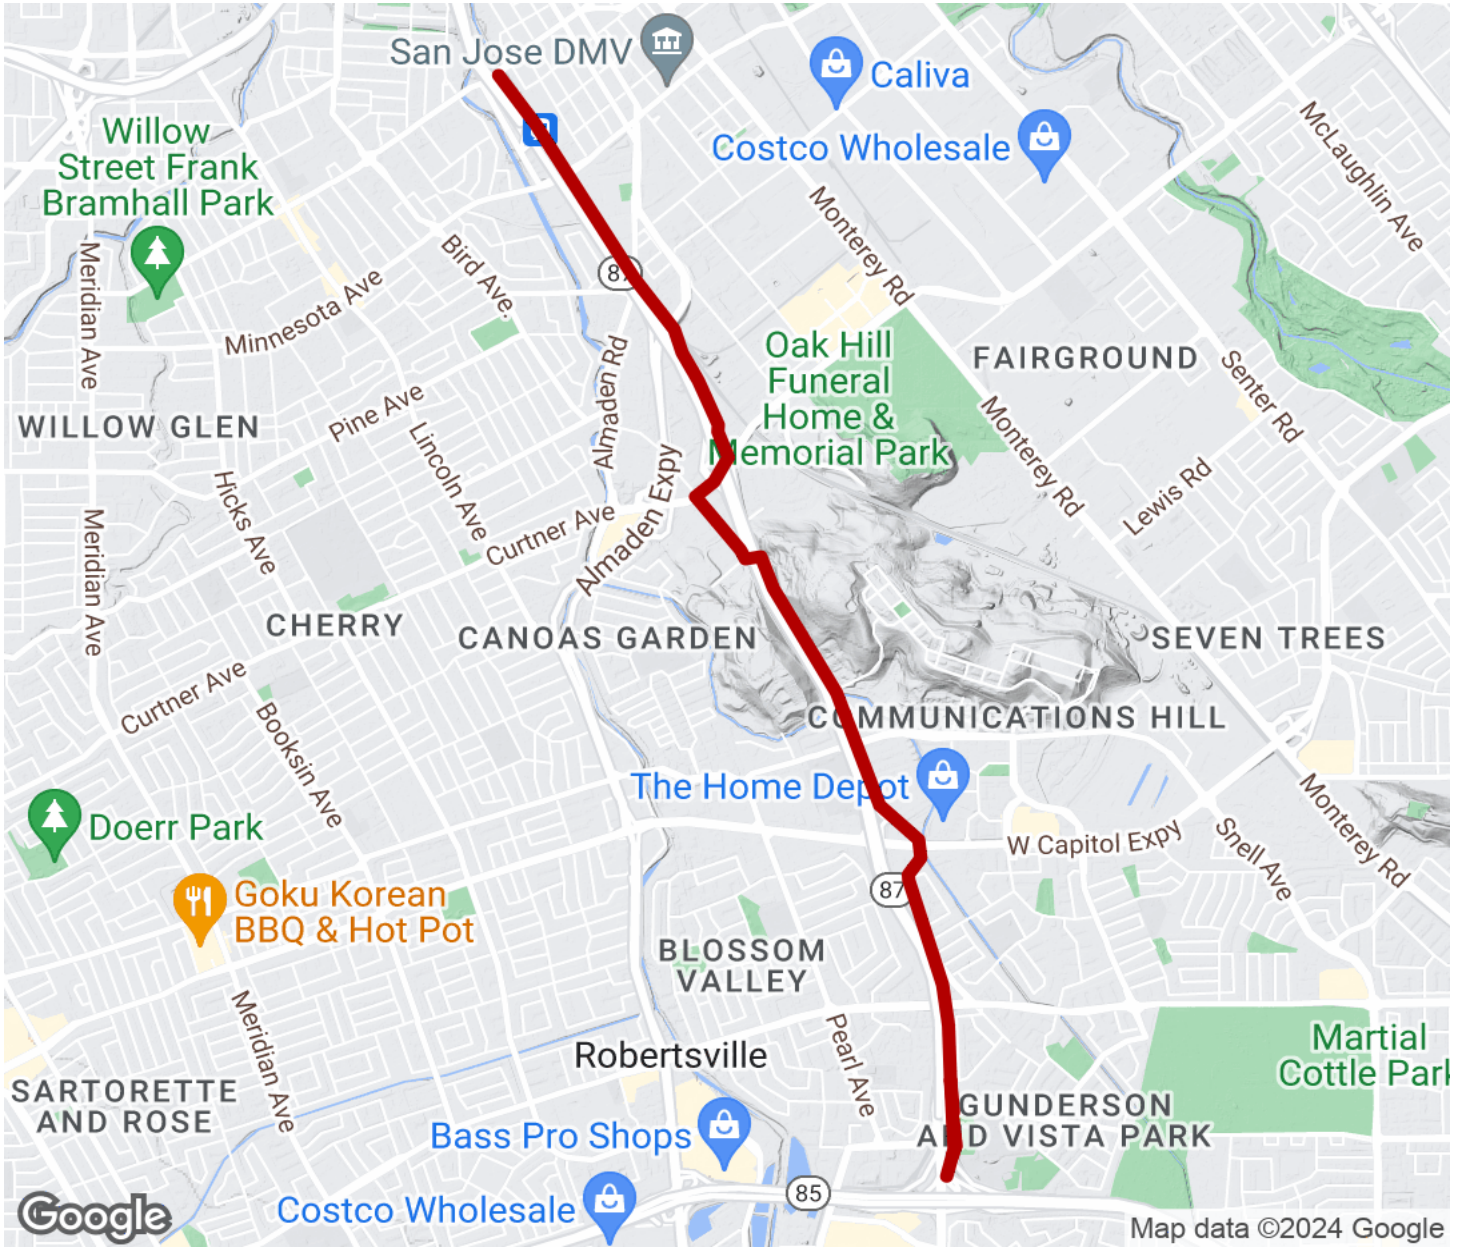 San Jose DMV
Caliva
Costco Wholesale
McLaughlin Ave
Willow
Street Frank
Bramhall Park
Meridian Ave
Bird Ave.
Monterey Rd
87
Minnesota Ave
Oak Hill
Funeral
Home &
Memorial Park
FAIRGROUND
Senter Rd
WILLOW GLEN
Pine Ave
Almaden Rd
Lincoln Ave
Monterey Rd
Hicks Ave
Almaden Expy
Lewis Rd
Meridian Ave
Curtner Ave
CHERRY
CANOAS GARDEN
SEVEN TREES
Curtner Ave
COMMUNICATIONS HILL
Booksin Ave
The Home Depot
Monterey Rd
Doerr Park
W Capitol Expy
Snell Ave
Goku Korean
BBQ & Hot Pot
87
BLOSSOM
VALLEY
Meridian Ave
Pearl Ave
Robertsville
Martial
Cottle Park
SARTORETTE
AND ROSE
GUNDERSON
AND VISTA PARK
Bass Pro Shops
85
Costco Wholesale
Google
Map data ©2024 Google